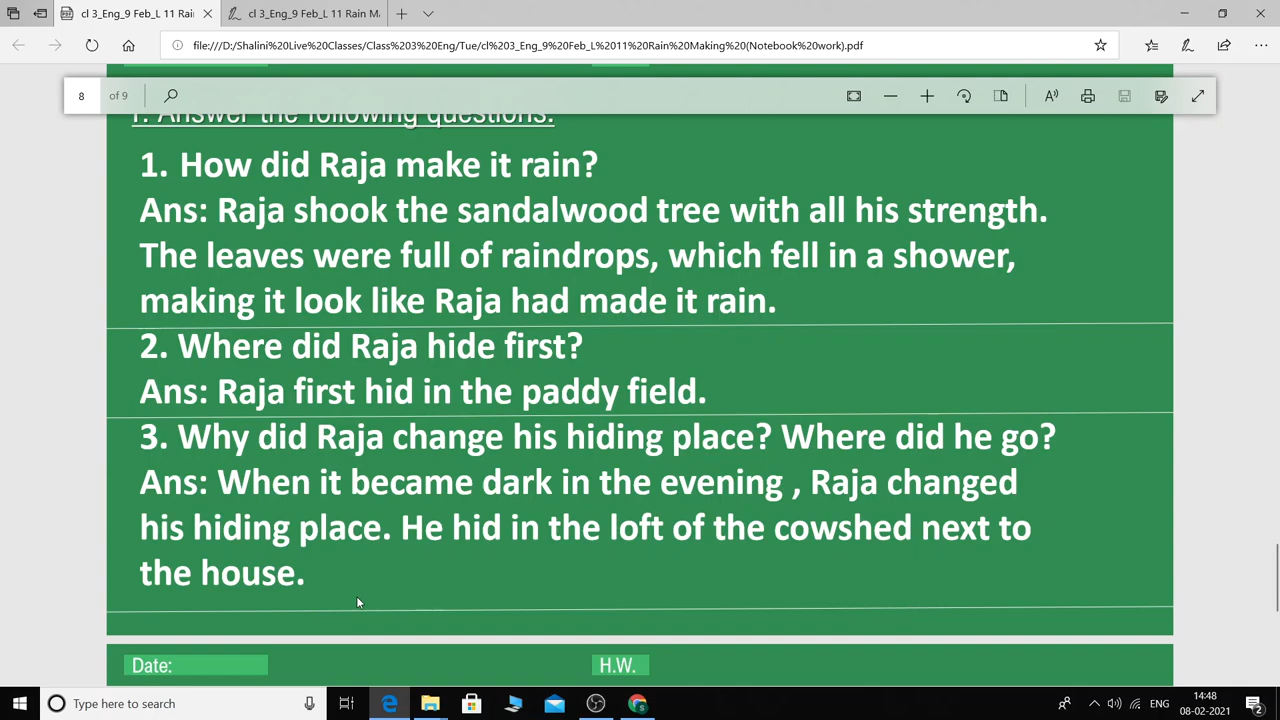 cl 3_Eng_9 Feb_L 11 Rain
cl 3_Eng_9 Feb_L 11 Rain M
file:///D:/Shalini%20Live%20Classes/Class%203%20Eng/Tue/cl%203_Eng_9%20Feb_L%2011%20Rain%20Making%20(Notebook%20work).pdf
8 of 9
Answer the following questions:
1. How did Raja make it rain?
Ans: Raja shook the sandalwood tree with all his strength.
The leaves were full of raindrops, which fell in a shower,
making it look like Raja had made it rain.
2. Where did Raja hide first?
Ans: Raja first hid in the paddy field.
3. Why did Raja change his hiding place? Where did he go?
Ans: When it became dark in the evening , Raja changed
his hiding place. He hid in the loft of the cowshed next to
the house.
Date:
H.W.
Type here to search
ENG
14:48
08-02-2021
2